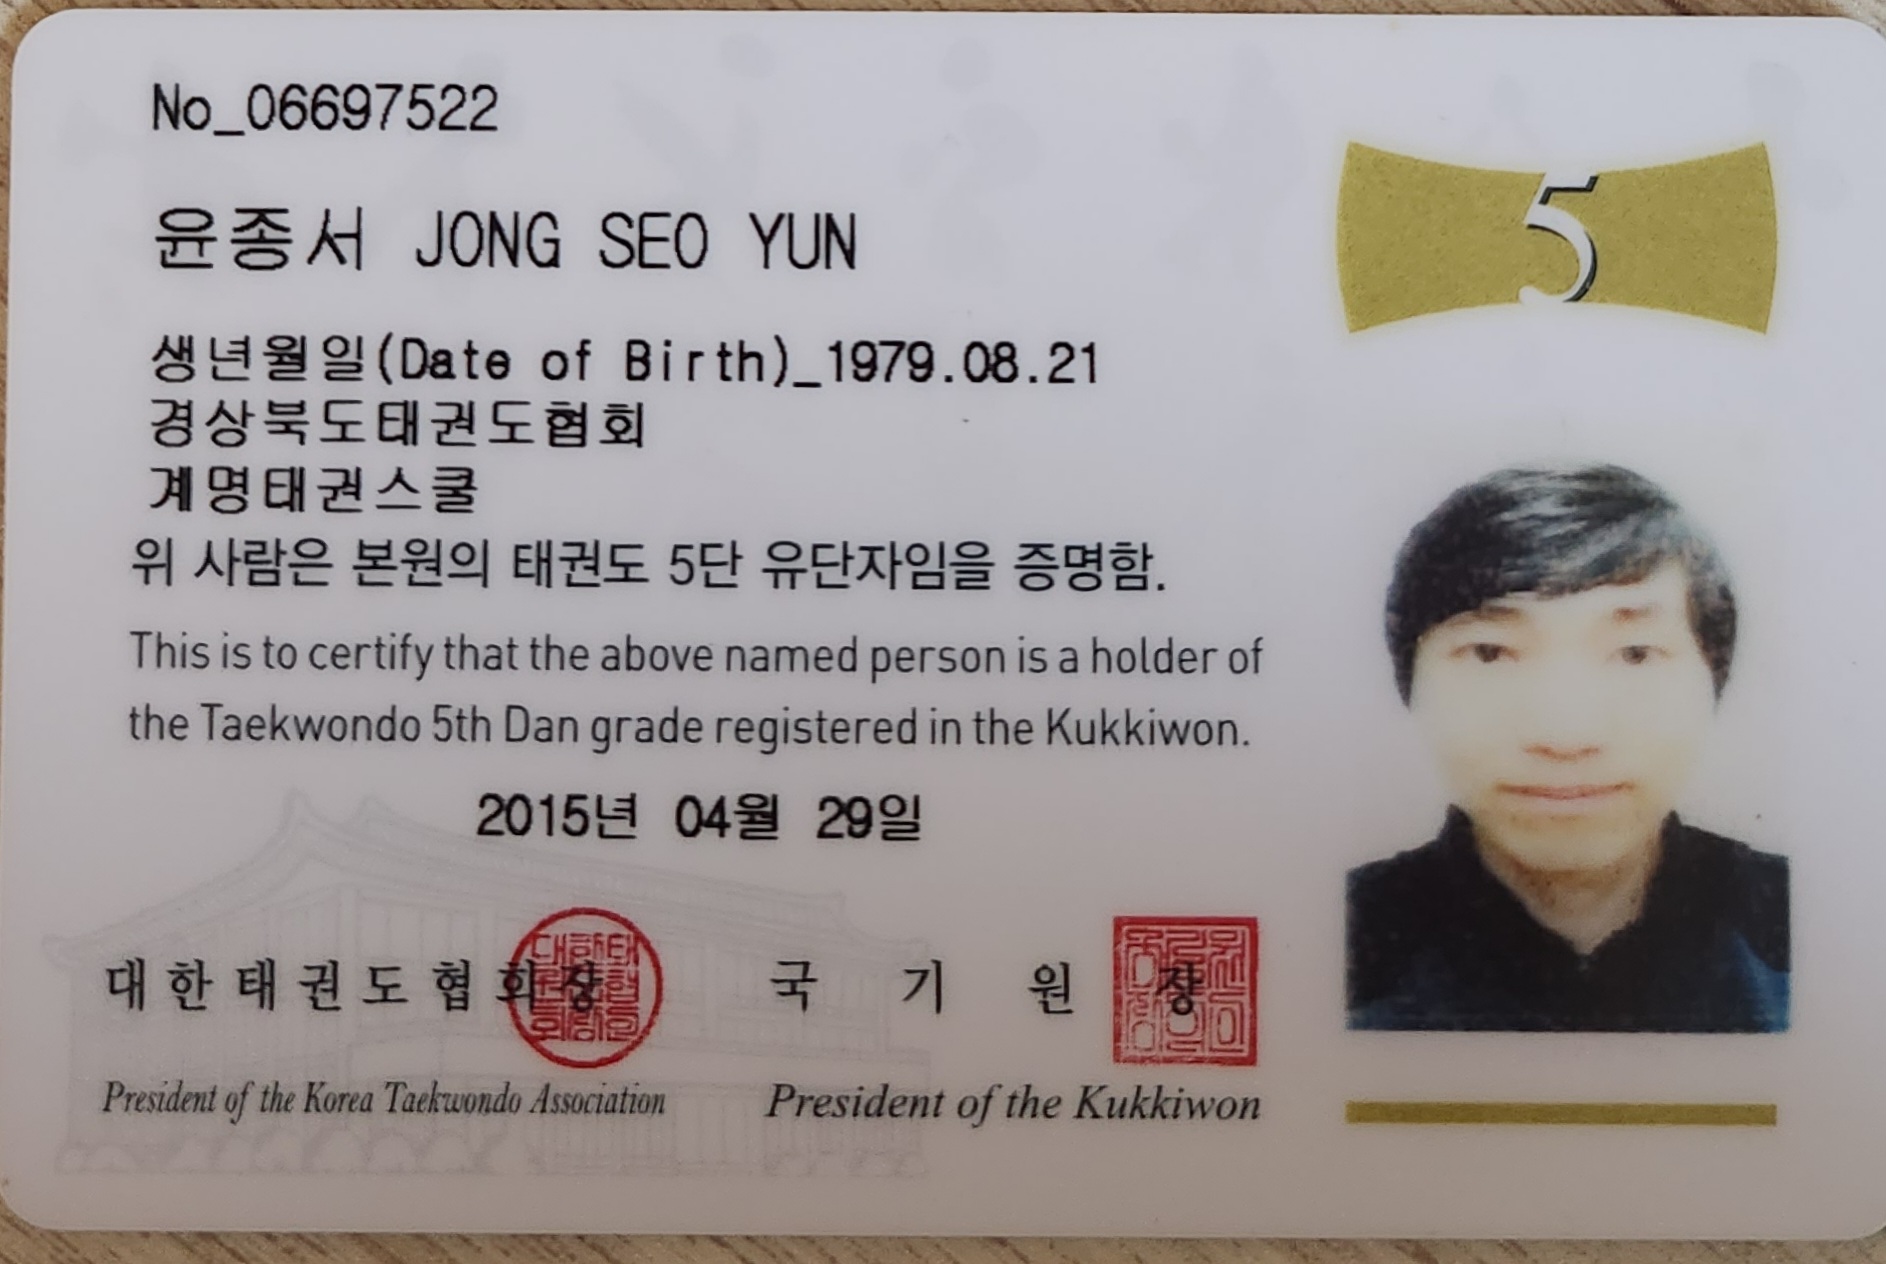 No_06697522
5
윤종서 JONG SEO YUN
생년월일(Date of Birth)_1979.08.21
경상북도태권도협회
계명태권스쿨
위 사람은 본원의 태권도 5단 유단자임을 증명함.
This is to certify that the above named person is a holder of
the Taekwondo 5th Dan grade registered in the Kukkiwon.
2015년 04월 29일
대한태권도협회장 국기원장
President of the Korea Taekwondo Association President of the Kukkiwon